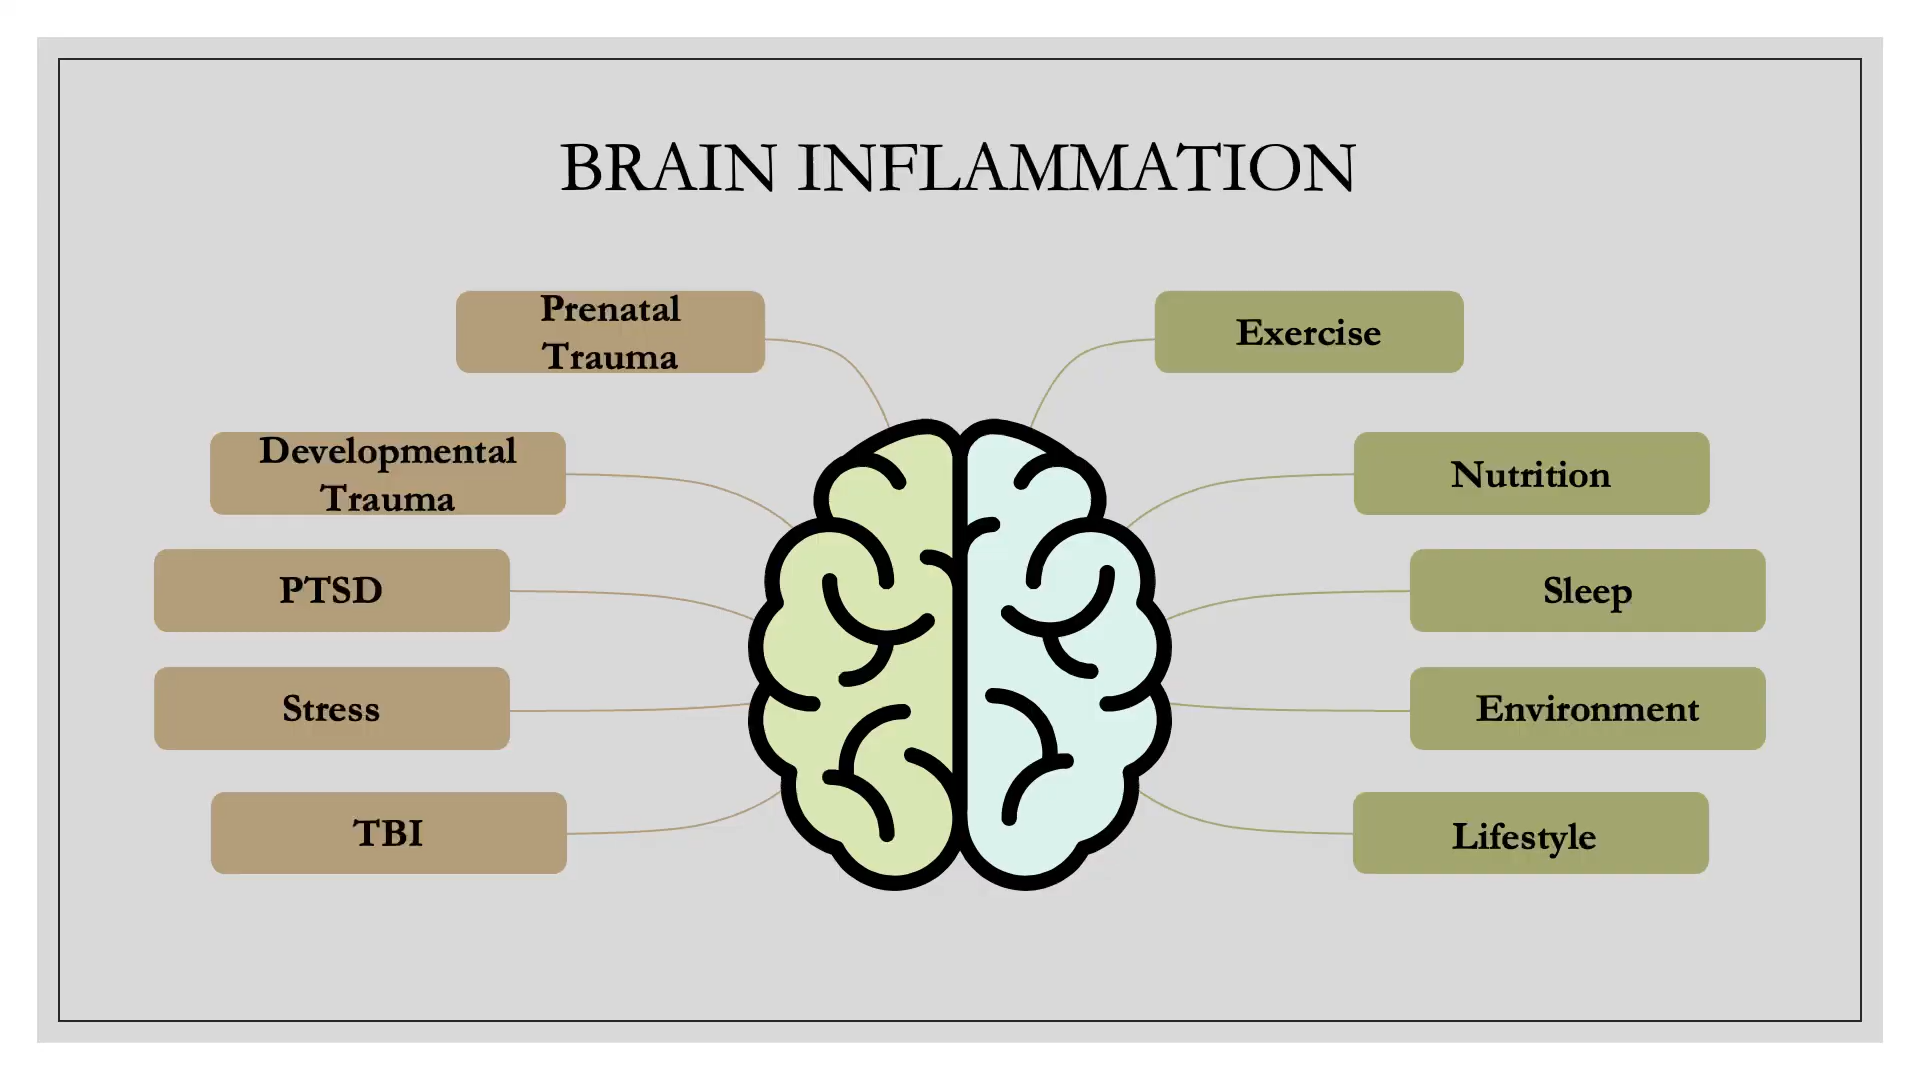 BRAIN INFLAMMATION
Prenatal
Trauma
Developmental
Trauma
PTSD
Stress
TBI
Exercise
Nutrition
Sleep
Environment
Lifestyle